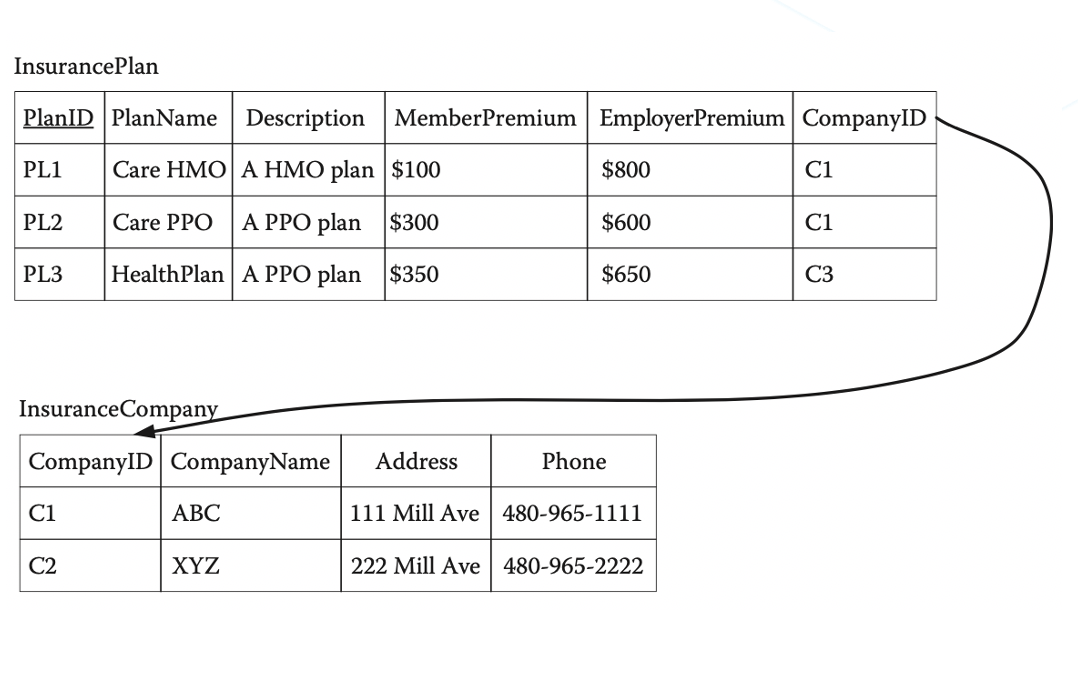 InsurancePlan
PlanID PlanName Description MemberPremium EmployerPremium CompanyID
PL1 Care HMO A HMO plan $100 $800 C1
PL2 Care PPO A PPO plan $300 $600 C1
PL3 HealthPlan A PPO plan $350 $650 C3
InsuranceCompany
CompanyID CompanyName Address Phone
C1 ABC 111 Mill Ave 480-965-1111
C2 XYZ 222 Mill Ave 480-965-2222